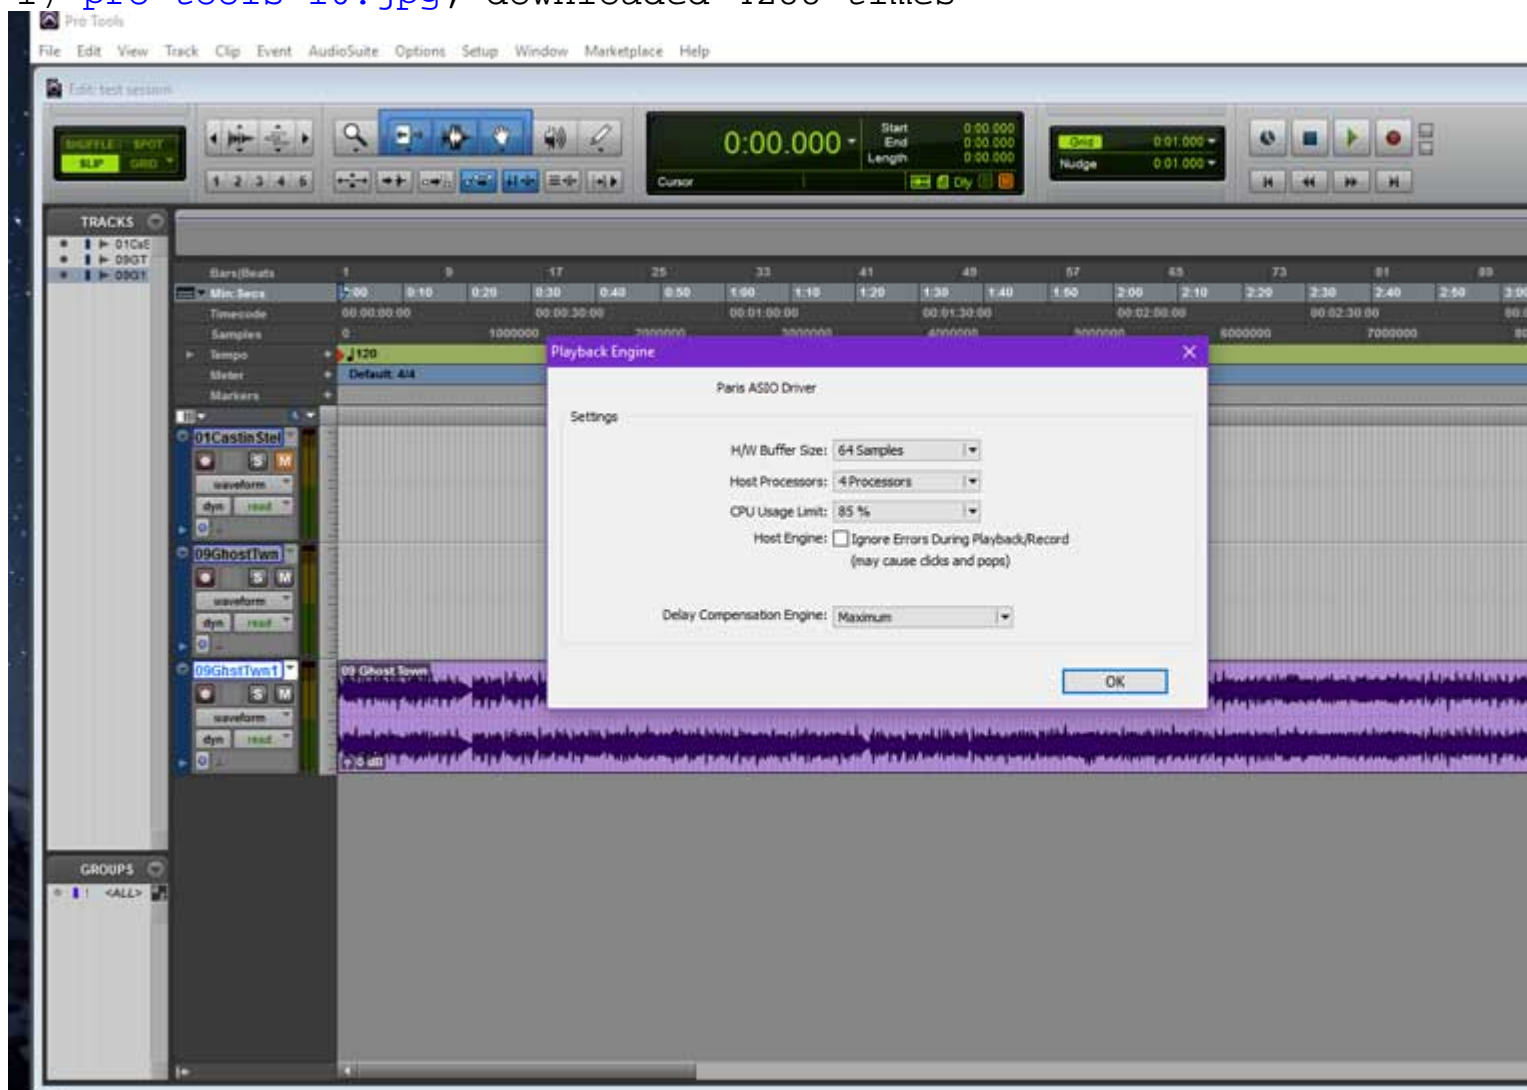 Pro Tools
File Edit View Track Clip Event AudioSuite Options Setup Window Marketplace Help
Edit: test session
SHUFFLE SPOT
SLIP GRID
1 2 3 4 5
0:00.000
Start 0:00.000
End 0:00.000
Length 0:00.000
Cursor
Dly
Grid 0:01.000
Nudge 0:01.000
TRACKS
Bars|Beats 1 9 17 25 33 41 49 57 65 73 81 89
Min:Secs 0:00 0:10 0:20 0:30 0:40 0:50 1:00 1:10 1:20 1:30 1:40 1:50 2:00 2:10 2:20 2:30 2:40 2:50
Timecode 00:00:00:00 00:00:30:00 00:01:00:00 00:01:30:00 00:02:00:00 00:02:30:00
Samples 0 1000000 2000000 3000000 4000000 5000000 6000000 7000000
Tempo 120
Meter Default: 4/4
Markers
Playback Engine
Paris ASIO Driver
Settings
H/W Buffer Size: 64 Samples
Host Processors: 4 Processors
CPU Usage Limit: 85 %
Host Engine: Ignore Errors During Playback/Record
(may cause clicks and pops)
Delay Compensation Engine: Maximum
OK
01CastinStel
S M
waveform
dyn read
09GhostTwn
S M
waveform
dyn read
09GhstTwn1
S M
waveform
dyn read
09 Ghost Town
0 dB
GROUPS
! <ALL>